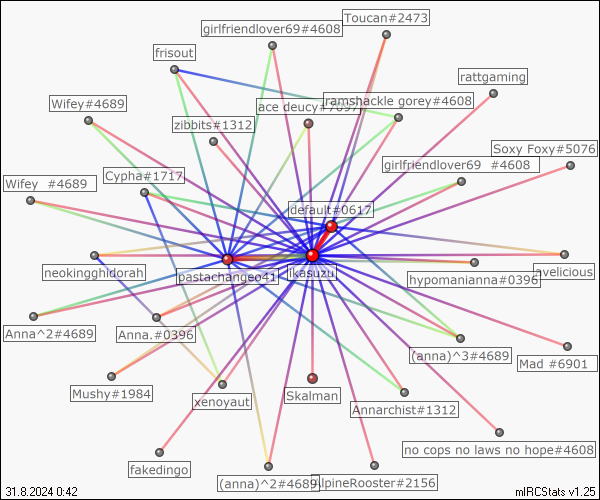 Toucan#2473
girlfriendlover69#4608
frisout
rattgaming
Wifey#4689
ace deucy#7097
ramshackle gorey#4608
zibbits#1312
Soxy Foxy#5076
Cypha#1717
girlfriendlover69 #4608
Wifey #4689
default#0617
neokingghidorah
pastachangeo41
ikasuzu
hypomanianna#0396
avelicious
Anna^2#4689
Anna.#0396
(anna)^3#4689
Mad #6901
Mushy#1984
xenoyaut
Skalman
Annarchist#1312
no cops no laws no hope#4608
fakedingo
(anna)^2#4689
AlpineRooster#2156
31.8.2024 0:42
mIRCStats v1.25